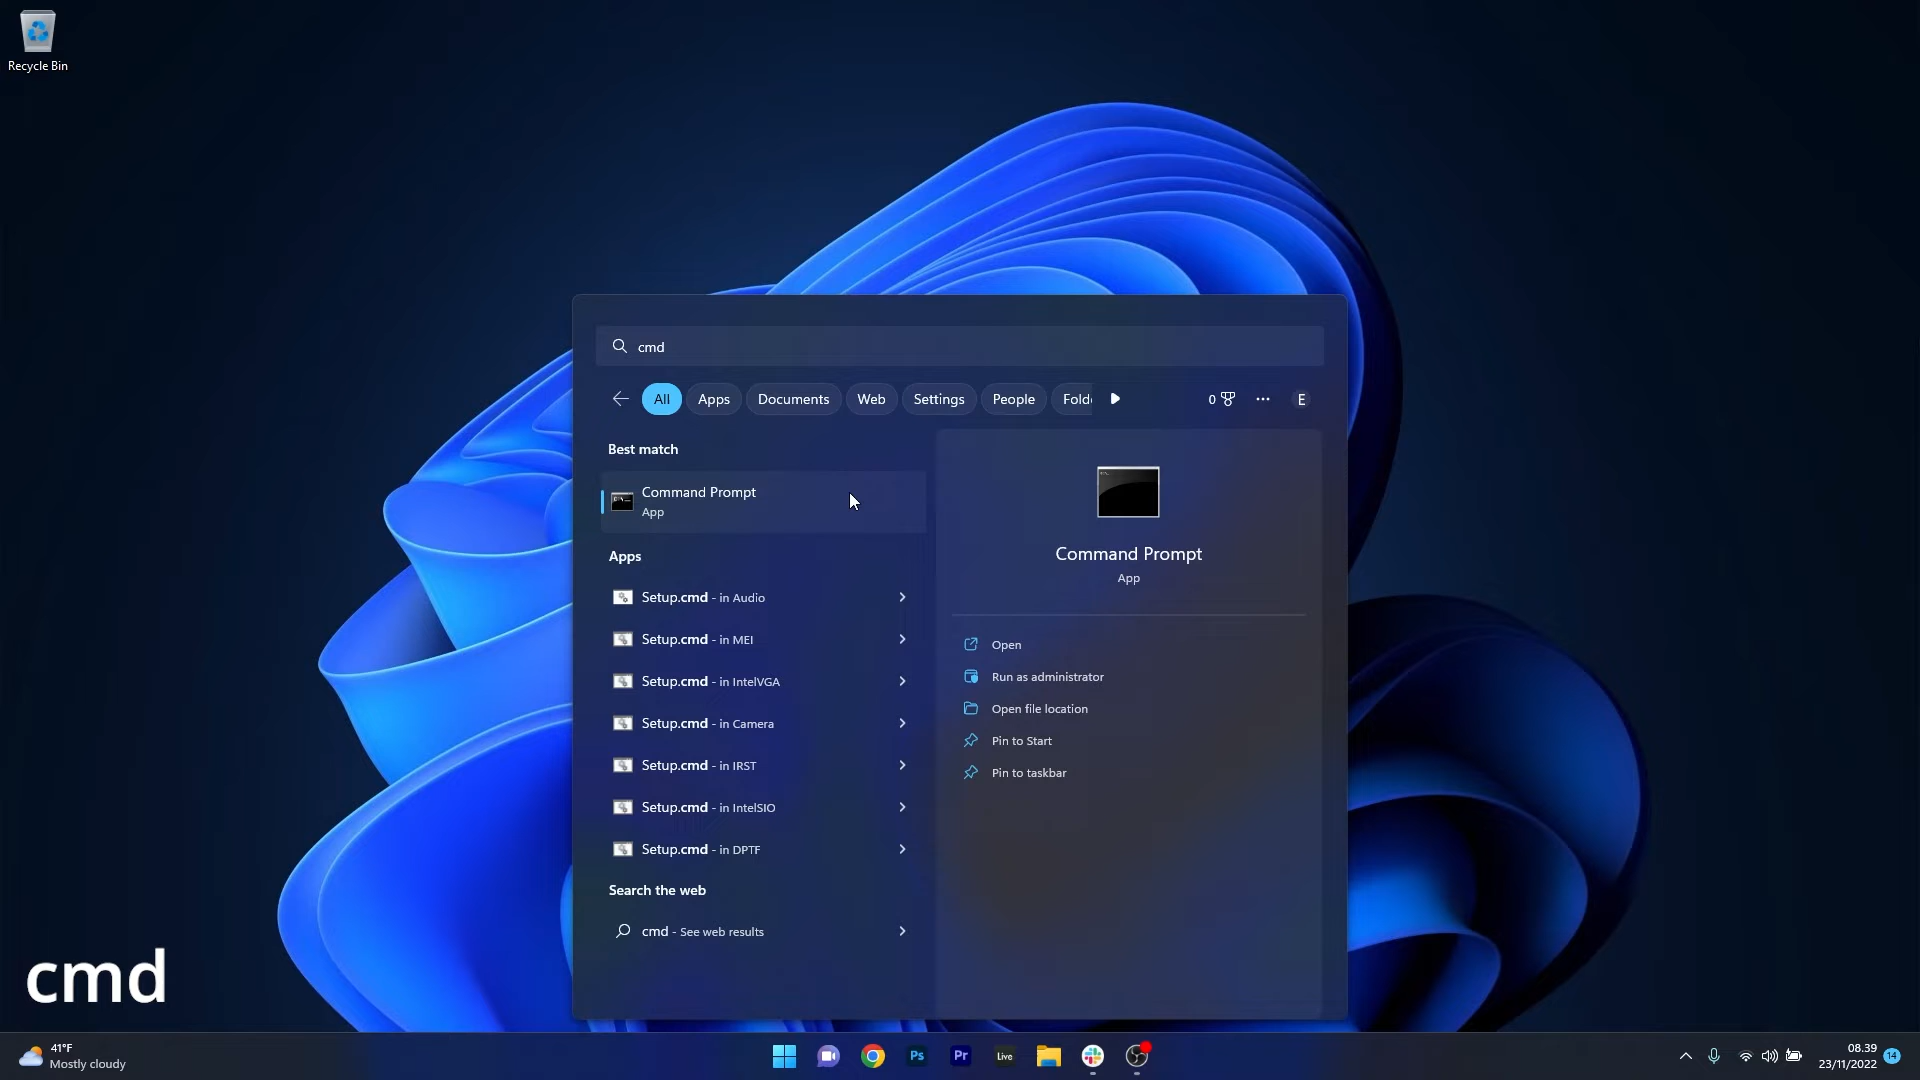 Recycle Bin
cmd
All Apps Documents Web Settings People Fold 0 ... E
Best match
Command Prompt
App
Apps
Setup.cmd - in Audio
Setup.cmd - in MEI
Setup.cmd - in IntelVGA
Setup.cmd - in Camera
Setup.cmd - in IRST
Setup.cmd - in IntelSIO
Setup.cmd - in DPTF
Search the web
cmd - See web results
Command Prompt
App
Open
Run as administrator
Open file location
Pin to Start
Pin to taskbar
cmd
41°F
Mostly cloudy
Ps Pr Live
08.39
23/11/2022
14